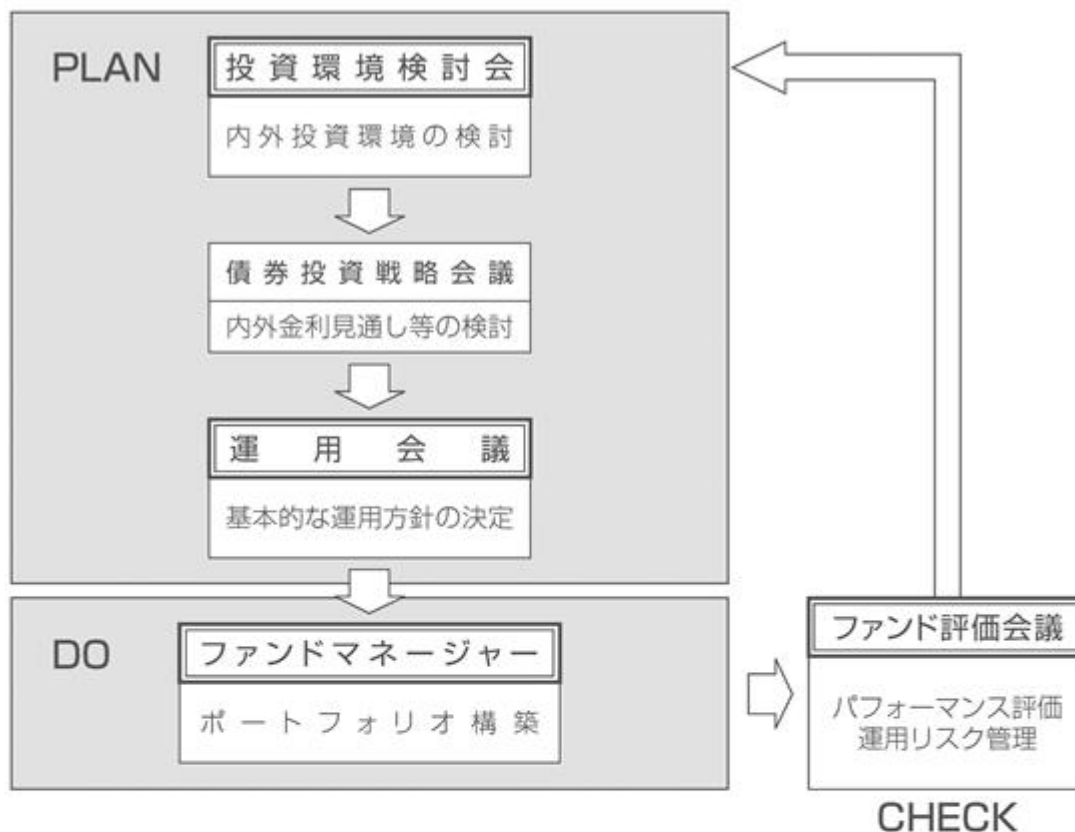 PLAN
投資環境検討会
内外投資環境の検討
債券投資戦略会議
内外金利見通し等の検討
運用会議
基本的な運用方針の決定
DO
ファンドマネージャー
ポートフォリオ構築
ファンド評価会議
パフォーマンス評価
運用リスク管理
CHECK